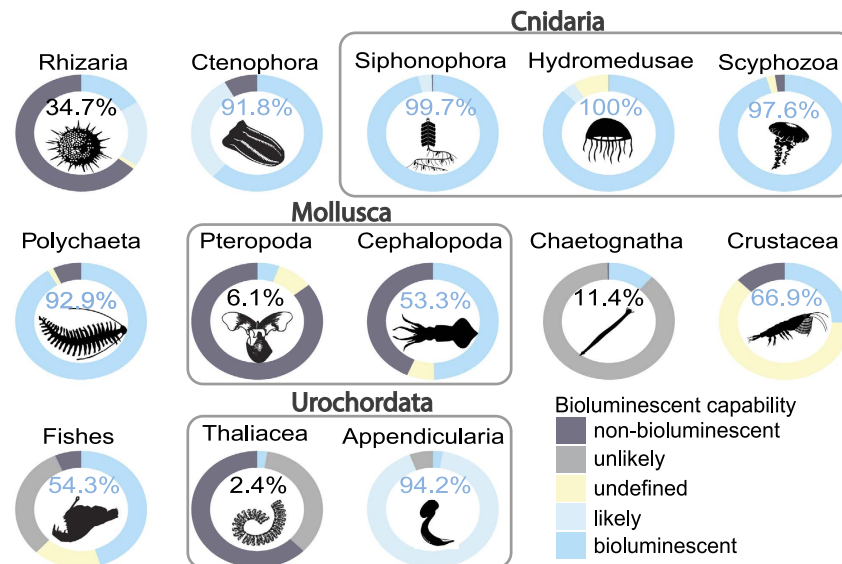 Cnidaria
Rhizaria
Ctenophora
Siphonophora
Hydromedusae
Scyphozoa
34.7%
91.8%
99.7%
100%
97.6%
Mollusca
Polychaeta
Pteropoda
Cephalopoda
Chaetognatha
Crustacea
92.9%
6.1%
53.3%
11.4%
66.9%
Urochordata
Fishes
Thaliacea
Appendicularia
54.3%
2.4%
94.2%
Bioluminescent capability
non-bioluminescent
unlikely
undefined
likely
bioluminescent